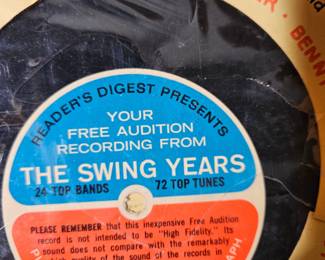 ER · BENNY
READER'S DIGEST PRESENTS
YOUR
FREE AUDITION
RECORDING FROM
THE SWING YEARS
24 TOP BANDS 72 TOP TUNES
PLEASE REMEMBER that this inexpensive Free Audition
record is not intended to be "High Fidelity." Its
sound does not compare with the remarkably
high quality of the sound of the records in